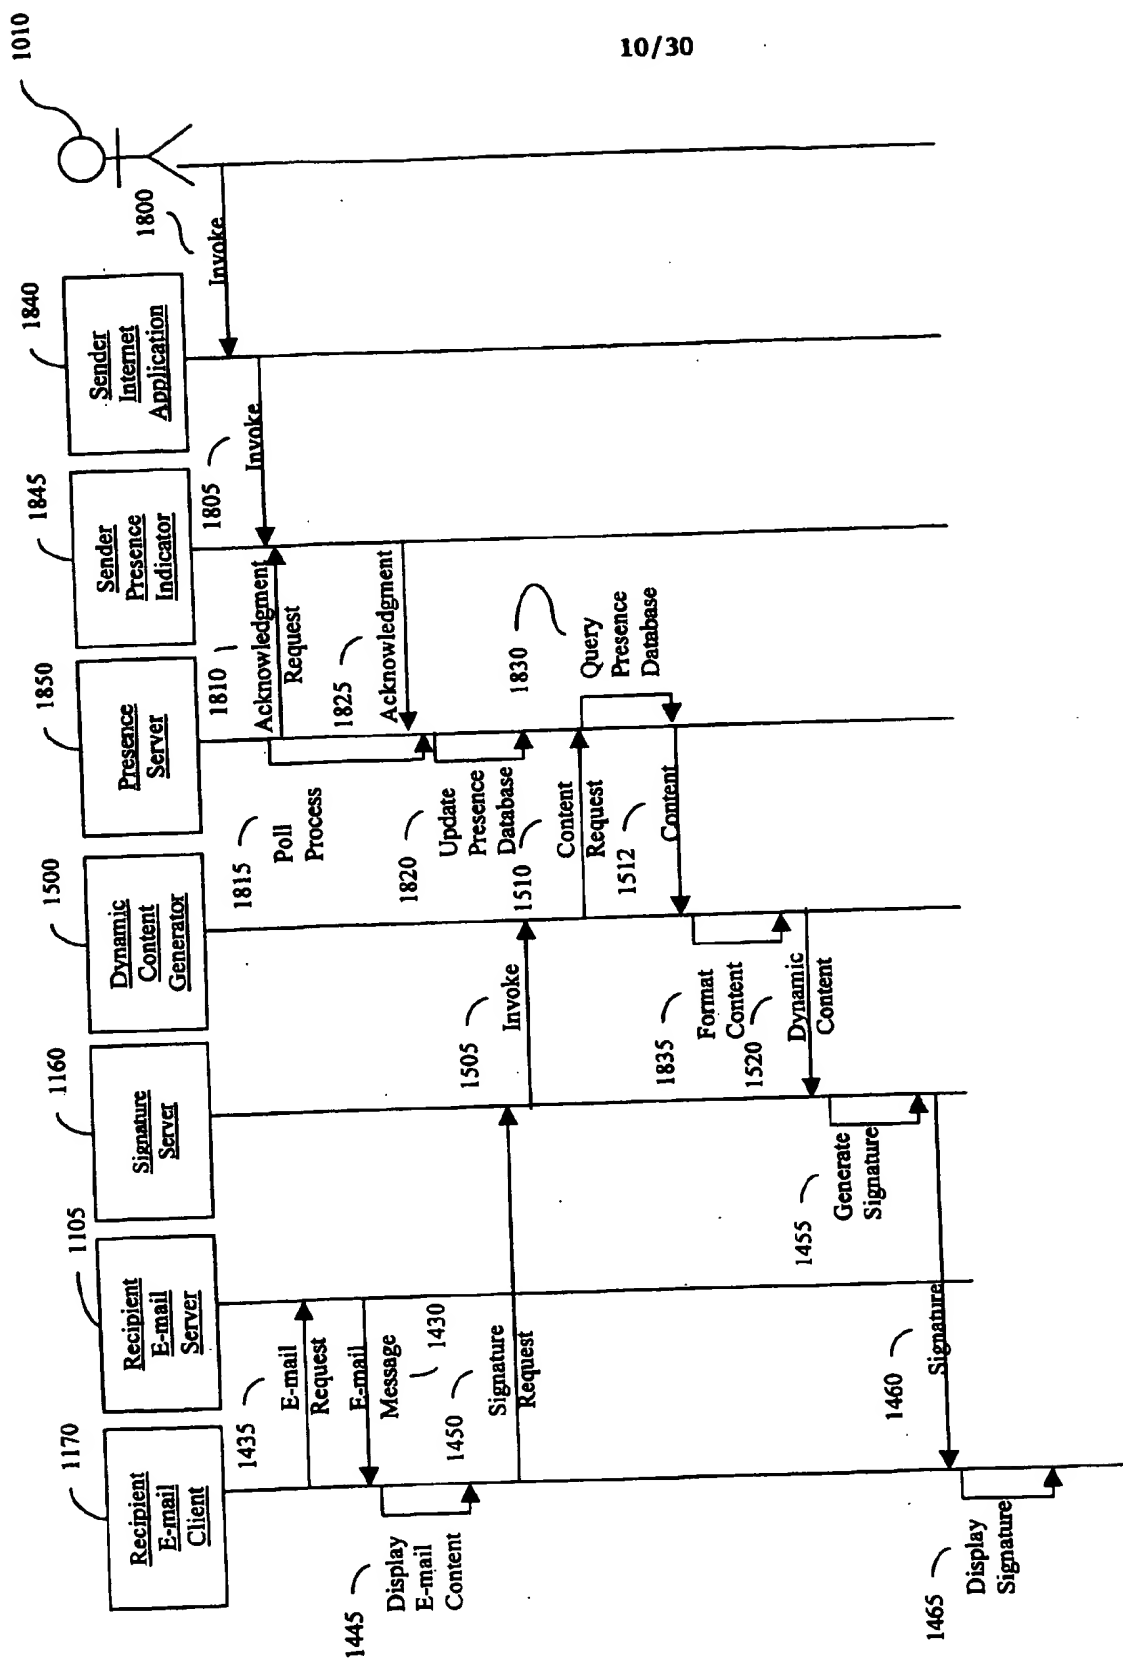 10/30
1010
1840
Sender
Internet
Application
1845
Sender
Presence
Indicator
1850
Presence
Server
1500
Dynamic
Content
Generator
1160
Signature
Server
1105
Recipient
E-mail
Server
1170
Recipient
E-mail
Client
1800
Invoke
1805
Invoke
1810
Acknowledgment
Request
1815
Poll
Process
1825
Acknowledgment
1820
Update
Presence
Database
1830
Query
Presence
Database
1435
E-mail
Request
E-mail
Message
1430
1445
Display
E-mail
Content
1450
Signature
Request
1505
Invoke
1510
Content
Request
1512
Content
1835
Format
Content
1520
Dynamic
Content
1455
Generate
Signature
1460
Signature
1465
Display
Signature